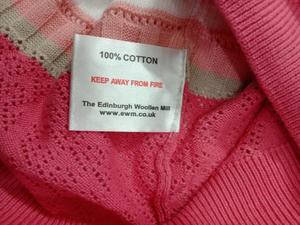 100% COTTON
KEEP AWAY FROM FIRE
The Edinburgh Woollen Mill
www.ewm.co.uk